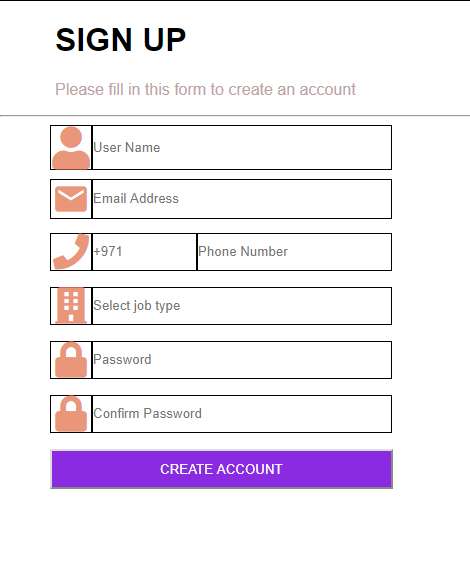 SIGN UP
Please fill in this form to create an account
User Name
Email Address
+971 Phone Number
Select job type
Password
Confirm Password
CREATE ACCOUNT